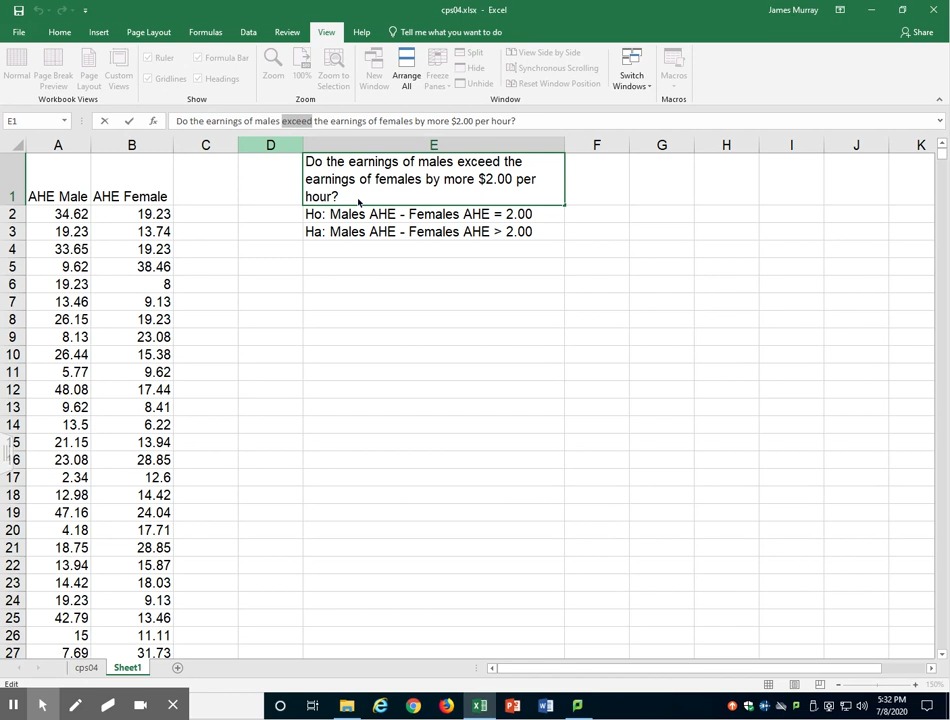 cps04.xlsx - Excel
James Murray
File Home Insert Page Layout Formulas Data Review View Help Tell me what you want to do Share
Normal Page Break Preview Page Layout Custom Views
Workbook Views
Ruler Formula Bar
Gridlines Headings
Show
Zoom 100% Zoom to Selection
Zoom
New Window Arrange All Freeze Panes
Split
Hide
Unhide
View Side by Side
Synchronous Scrolling
Reset Window Position
Switch Windows
Window
Macros
Macros
E1 fx Do the earnings of males exceed the earnings of females by more $2.00 per hour?
A B C D E F G H I J K
Do the earnings of males exceed the
earnings of females by more $2.00 per
1 AHE Male AHE Female hour?
2 34.62 19.23 Ho: Males AHE - Females AHE = 2.00
3 19.23 13.74 Ha: Males AHE - Females AHE > 2.00
4 33.65 19.23
5 9.62 38.46
6 19.23 8
7 13.46 9.13
8 26.15 19.23
9 8.13 23.08
10 26.44 15.38
11 5.77 9.62
12 48.08 17.44
13 9.62 8.41
14 13.5 6.22
15 21.15 13.94
16 23.08 28.85
17 2.34 12.6
18 12.98 14.42
19 47.16 24.04
20 4.18 17.71
21 18.75 28.85
22 13.94 15.87
23 14.42 18.03
24 19.23 9.13
25 42.79 13.46
26 15 11.11
27 7.69 31.73
cps04 Sheet1
Edit 150%
5:32 PM
7/8/2020